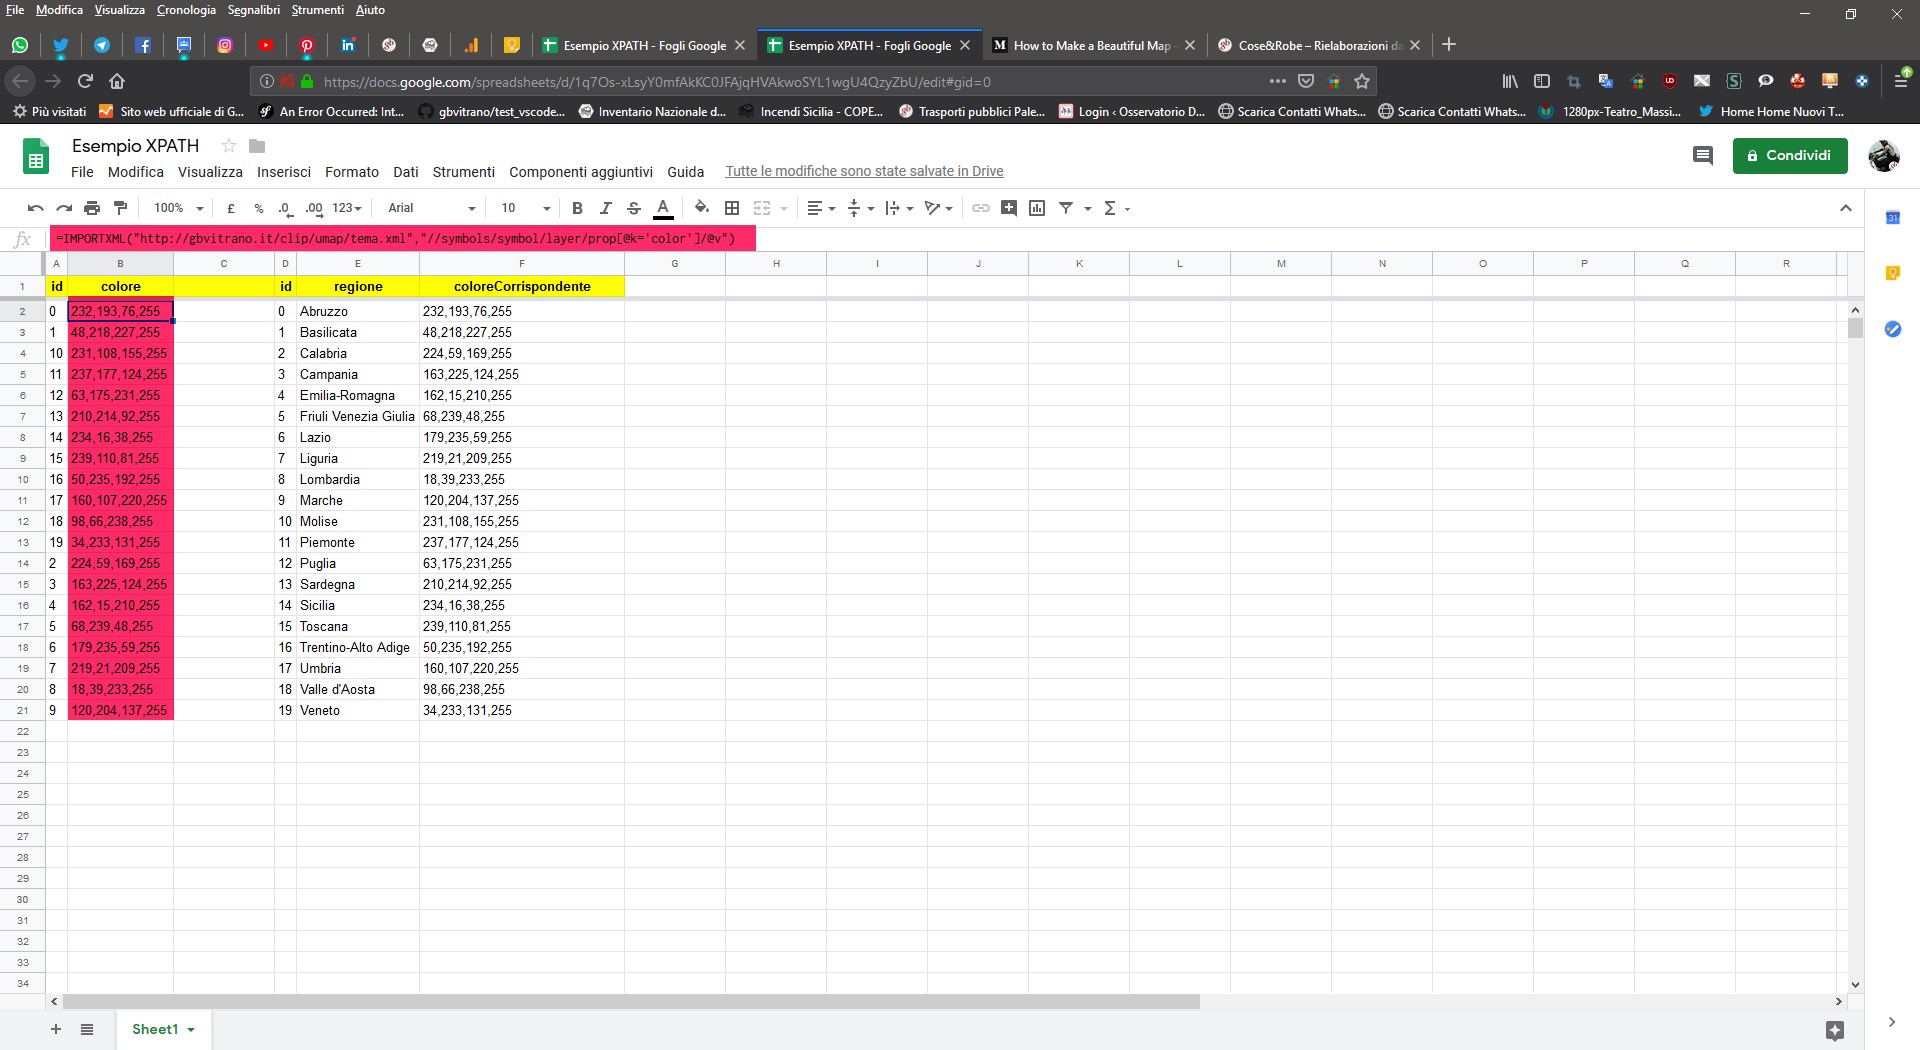 File Modifica Visualizza Cronologia Segnalibri Strumenti Aiuto
Esempio XPATH - Fogli Google Esempio XPATH - Fogli Google How to Make a Beautiful Map Cose&Robe – Rielaborazioni da
https://docs.google.com/spreadsheets/d/1q7Os-xLsyY0mfAkKC0JFAjqHVAkwoSYL1wgU4QzyZbU/edit#gid=0
Più visitati Sito web ufficiale di G... An Error Occurred: Int... gbvitrano/test_vscode... Inventario Nazionale d... Incendi Sicilia - COPE... Trasporti pubblici Pale... Login ‹ Osservatorio D... Scarica Contatti Whats... Scarica Contatti Whats... 1280px-Teatro_Massi... Home Home Nuovi T...
Esempio XPATH
File Modifica Visualizza Inserisci Formato Dati Strumenti Componenti aggiuntivi Guida Tutte le modifiche sono state salvate in Drive
Condividi
100% £ % .0 .00 123 Arial 10 B I S A Σ
fx =IMPORTXML("http://gbvitrano.it/clip/umap/tema.xml","//symbols/symbol/layer/prop[@k='color']/@v")
A B C D E F G H I J K L M N O P Q R
1 id colore id regione coloreCorrispondente
2 0 232,193,76,255 0 Abruzzo 232,193,76,255
3 1 48,218,227,255 1 Basilicata 48,218,227,255
4 10 231,108,155,255 2 Calabria 224,59,169,255
5 11 237,177,124,255 3 Campania 163,225,124,255
6 12 63,175,231,255 4 Emilia-Romagna 162,15,210,255
7 13 210,214,92,255 5 Friuli Venezia Giulia 68,239,48,255
8 14 234,16,38,255 6 Lazio 179,235,59,255
9 15 239,110,81,255 7 Liguria 219,21,209,255
10 16 50,235,192,255 8 Lombardia 18,39,233,255
11 17 160,107,220,255 9 Marche 120,204,137,255
12 18 98,66,238,255 10 Molise 231,108,155,255
13 19 34,233,131,255 11 Piemonte 237,177,124,255
14 2 224,59,169,255 12 Puglia 63,175,231,255
15 3 163,225,124,255 13 Sardegna 210,214,92,255
16 4 162,15,210,255 14 Sicilia 234,16,38,255
17 5 68,239,48,255 15 Toscana 239,110,81,255
18 6 179,235,59,255 16 Trentino-Alto Adige 50,235,192,255
19 7 219,21,209,255 17 Umbria 160,107,220,255
20 8 18,39,233,255 18 Valle d'Aosta 98,66,238,255
21 9 120,204,137,255 19 Veneto 34,233,131,255
22
23
24
25
26
27
28
29
30
31
32
33
34
Sheet1